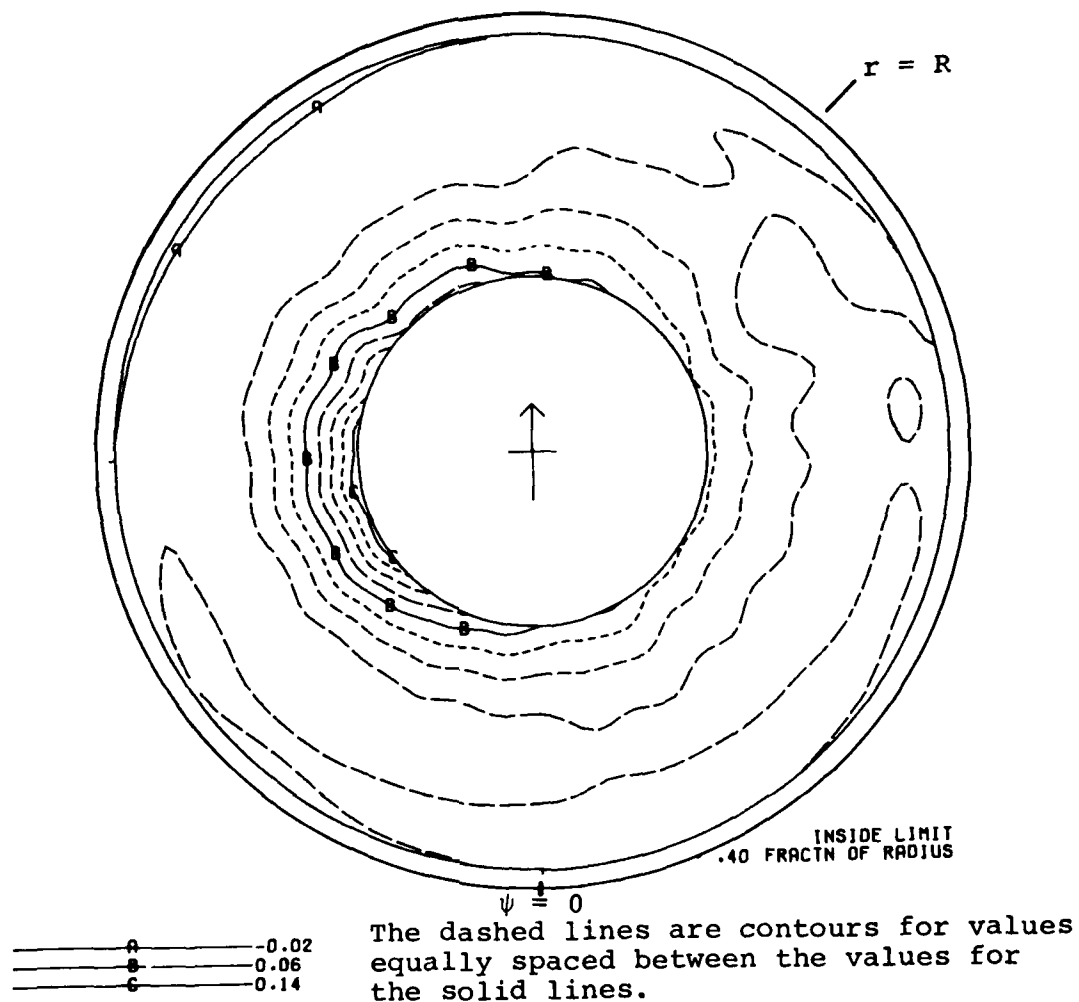 r = R
A
A
B
B
B
B
B
C
B
C
B
B
INSIDE LIMIT
.40 FRACTN OF RADIUS
ψ = 0
A -0.02
B 0.06
C 0.14
The dashed lines are contours for values
equally spaced between the values for
the solid lines.